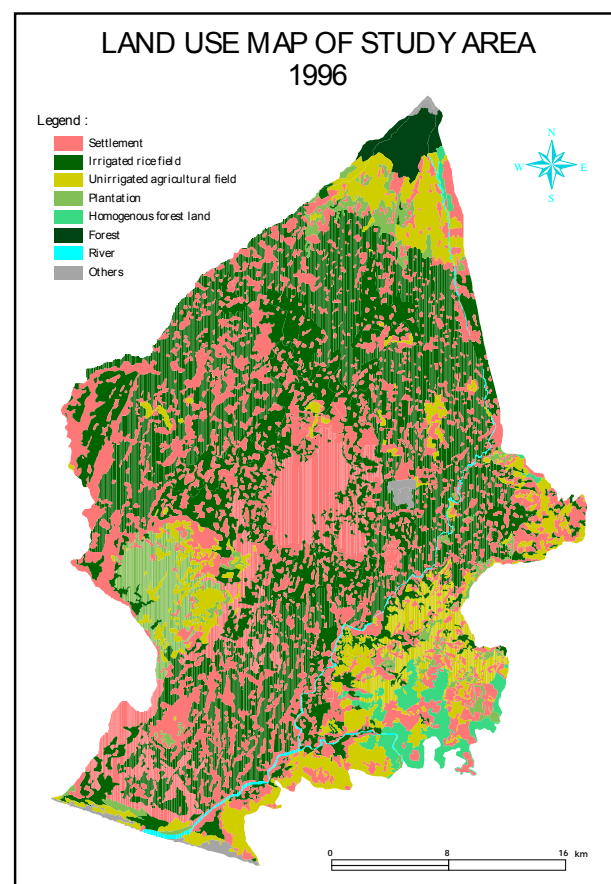 LAND USE MAP OF STUDY AREA
1996
Legend :
Settlement
Irrigated rice field
Unirrigated agricultural field
Plantation
Homogenous forest land
Forest
River
Others
N
W E
S
0 8 16 km